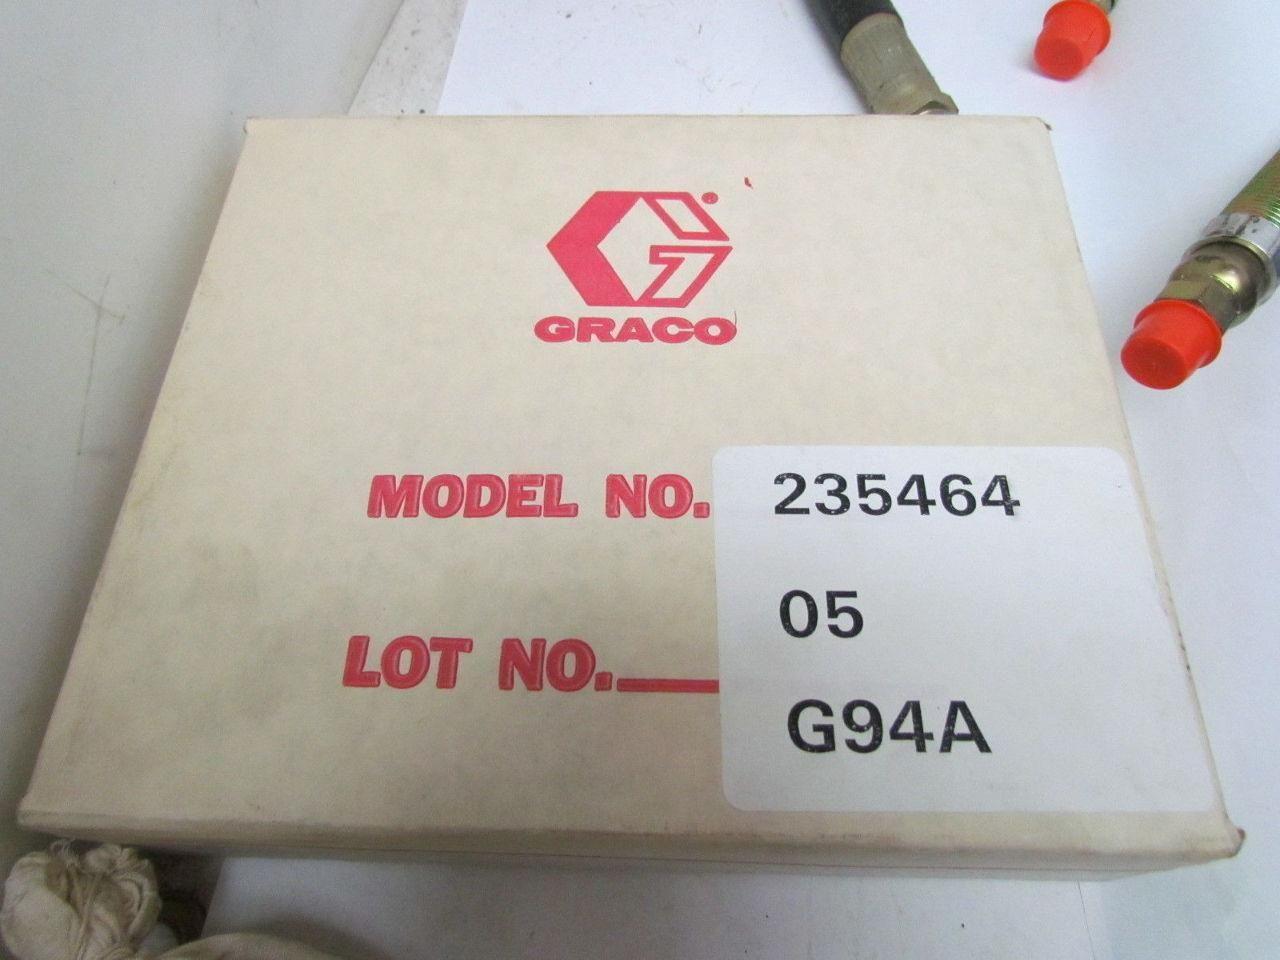 GRACO
MODEL NO. 235464
05
LOT NO.
G94A